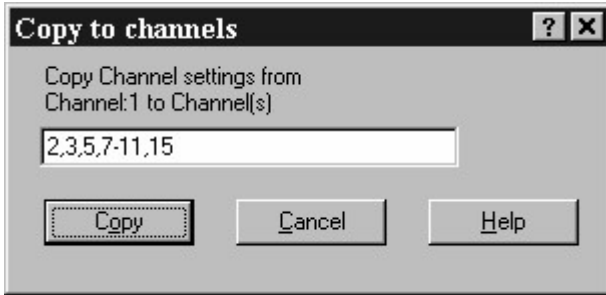 Copy to channels
Copy Channel settings from
Channel:1 to Channel(s)
2,3,5,7-11,15
Copy
Cancel
Help